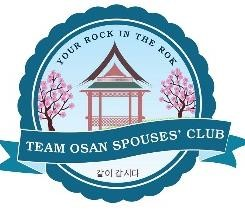 YOUR ROCK IN THE ROK
TEAM OSAN SPOUSES' CLUB
같이 갑시다